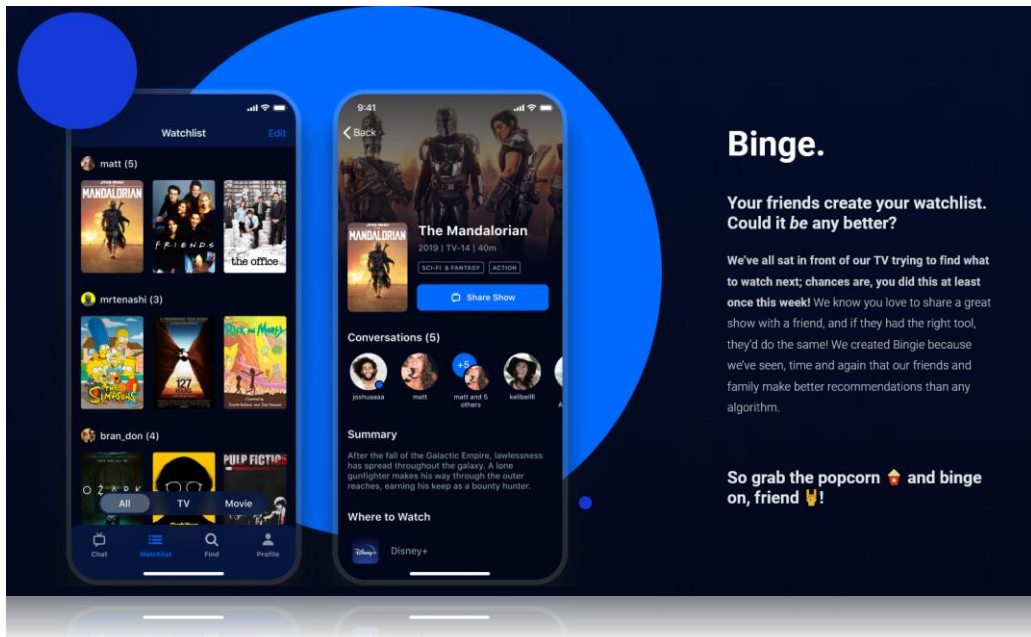 Watchlist
Edit
matt (5)
STAR WARS
MANDALORIAN
FRIENDS
the office
mrtenashi (3)
THE SIMPSONS
127 HOURS
Rick and Morty
bran_don (4)
OZARK
PULP FICTION
All
TV
Movie
Chat
Watchlist
Find
Profile
9:41
Back
STAR WARS
MANDALORIAN
The Mandalorian
2019 | TV-14 | 40m
SCI-FI & FANTASY
ACTION
Share Show
Conversations (5)
+5
joshuaaaa
matt
matt and 5
others
kellbellll
A
Summary
After the fall of the Galactic Empire, lawlessness
has spread throughout the galaxy. A lone
gunfighter makes his way through the outer
reaches, earning his keep as a bounty hunter.
Where to Watch
Disney+
Disney+
Binge.
Your friends create your watchlist.
Could it be any better?
We've all sat in front of our TV trying to find what
to watch next; chances are, you did this at least
once this week! We know you love to share a great
show with a friend, and if they had the right tool,
they'd do the same! We created Bingie because
we've seen, time and again that our friends and
family make better recommendations than any
algorithm.
So grab the popcorn 🍿 and binge
on, friend 🤘!